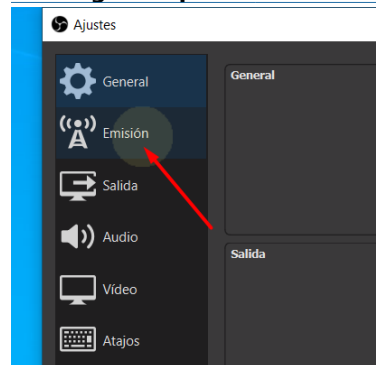 Ajustes
General
Emisión
Salida
Audio
Vídeo
Atajos
General
Salida